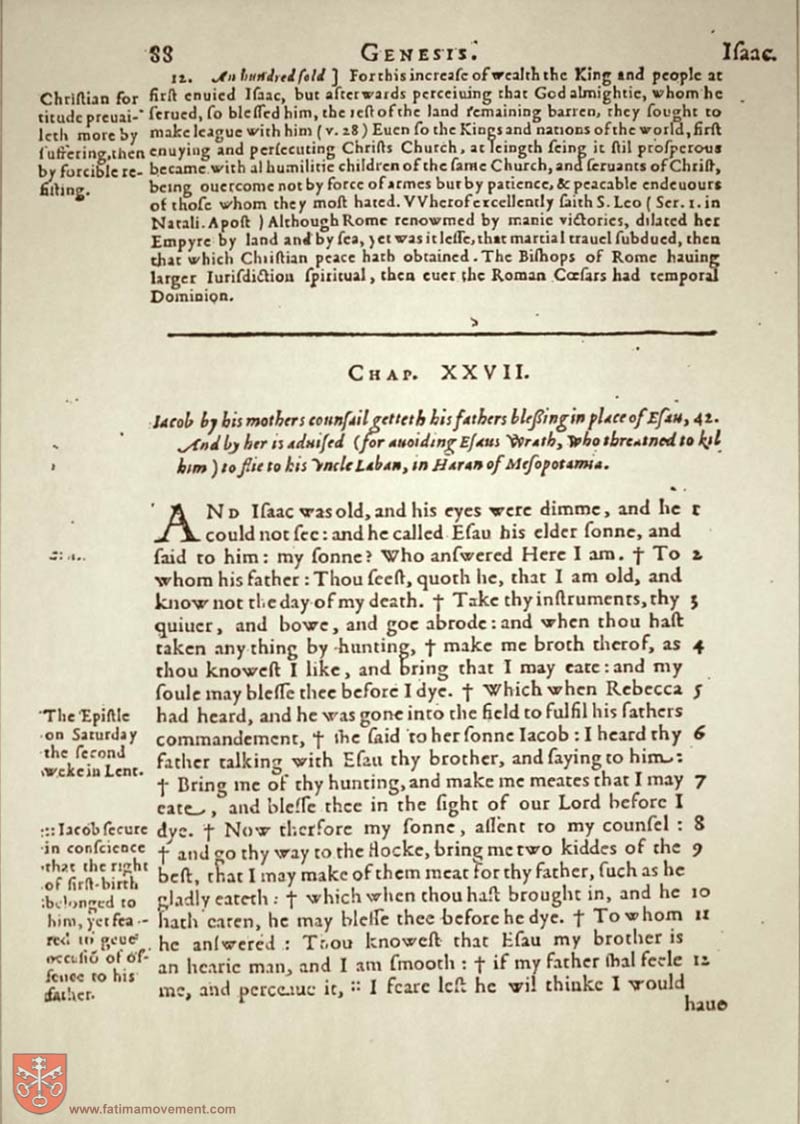 88 GENESIS. Iſaac.
Chriſtian for
titude preuai-
leth more by
ſuffering, then
by forcible re-
ſiſting.
12. An hundred fold ] For this increaſe of wealth the King and people at
firſt enuied Iſaac, but afterwards perceiuing that God almightie, whom he
ſerued, ſo bleſſed him, the reſt of the land remaining barren, they ſought to
make league with him ( v. 28 ) Euen ſo the Kings and nations of the world, firſt
enuying and perſecuting Chriſts Church, at leingth ſeing it ſtil proſperous
became with al humilitie children of the ſame Church, and ſeruants of Chriſt,
being ouercome not by force of armes but by patience, & peacable endeuours
of thoſe whom they moſt hated. VVherof excellently ſaith S. Leo ( Ser. 1. in
Natali. Apoſt ) Although Rome renowmed by manie victories, dilated her
Empyre by land and by ſea, yet was it leſſe, that martial trauel ſubdued, then
that which Chriſtian peace hath obtained. The Biſhops of Rome hauing
larger Iuriſdiction ſpiritual, then euer the Roman Cœſars had temporal
Dominion.
CHAP. XXVII.
Iacob by his mothers counſail getteth his fathers bleſsing in place of Eſau, 42.
And by her is aduiſed (for auoiding Eſaus wrath, who threatned to kil
him ) to flie to his vncle Laban, in Haran of Meſopotamia.
AND Iſaac was old, and his eyes were dimme, and he 1
could not ſee: and he called Eſau his elder ſonne, and
ſaid to him: my ſonne? Who anſwered Here I am. † To 2
whom his father: Thou ſeeſt, quoth he, that I am old, and
know not the day of my death. † Take thy inſtruments, thy 3
quiuer, and bowe, and goe abrode: and when thou haſt
taken any thing by hunting, † make me broth therof, as 4
thou knoweſt I like, and bring that I may eate: and my
ſoule may bleſſe thee before I dye. † Which when Rebecca 5
had heard, and he was gone into the field to fulfil his fathers
commandement, † ſhe ſaid to her ſonne Iacob: I heard thy 6
father talking with Eſau thy brother, and ſaying to him:
† Bring me of thy hunting, and make me meates that I may 7
eate, and bleſſe thee in the ſight of our Lord before I
dye. † Now therfore my ſonne, aſſent to my counſel: 8
† and go thy way to the flocke, bring me two kiddes of the 9
beſt, that I may make of them meat for thy father, ſuch as he
gladly eateth: † which when thou haſt brought in, and he 10
hath eaten, he may bleſſe thee before he dye. † To whom 11
he anſwered: Thou knoweſt that Eſau my brother is
an hearie man, and I am ſmooth: † if my father ſhal feele 12
me, and perceaue it, :: I feare leſt he wil thinke I would
haue
The Epiſtle
on Saturday
the ſecond
weke in Lent.
::: Iacob ſecure
in conſcience
that the right
of firſt-birth
belonged to
him, yet fea-
red to geue
occaſiõ of of-
fence to his
father.
www.fatimamovement.com